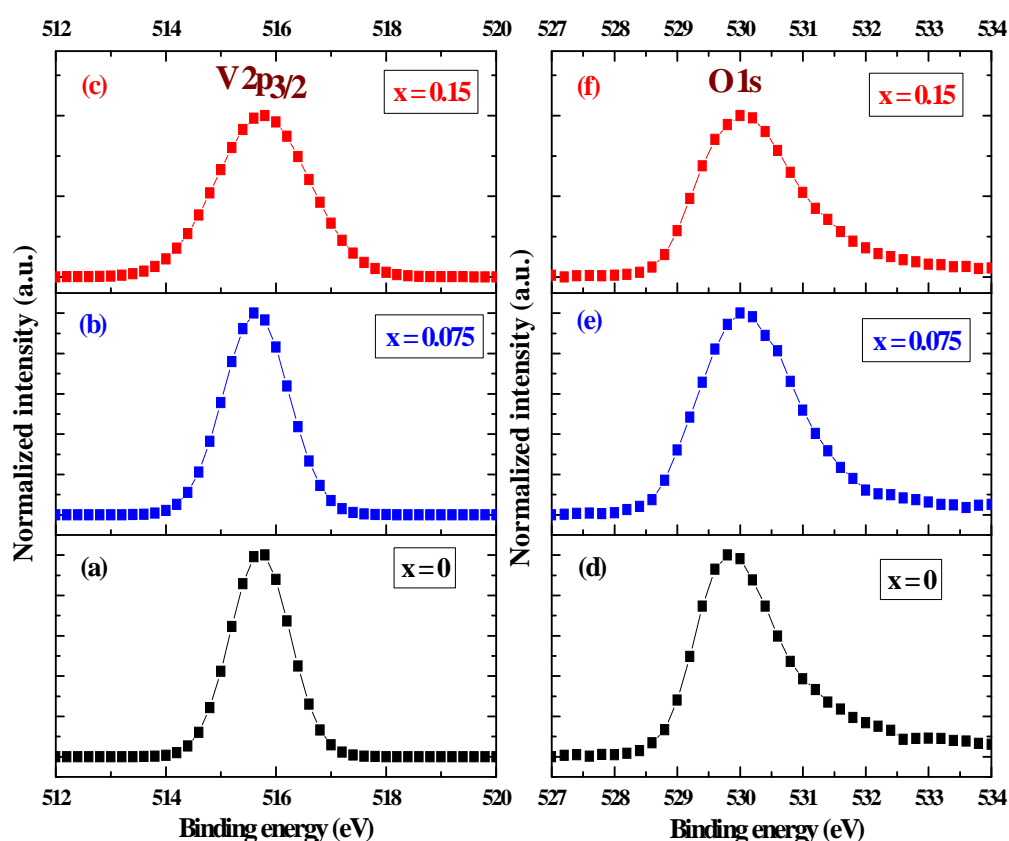 512 514 516 518 520
527 528 529 530 531 532 533 534
(c)
V2p3/2
x = 0.15
(f)
O1s
x = 0.15
(b)
x = 0.075
(e)
x = 0.075
(a)
x = 0
(d)
x = 0
Normalized intensity (a.u.)
Normalized intensity (a.u.)
512 514 516 518 520
527 528 529 530 531 532 533 534
Binding energy (eV)
Binding energy (eV)